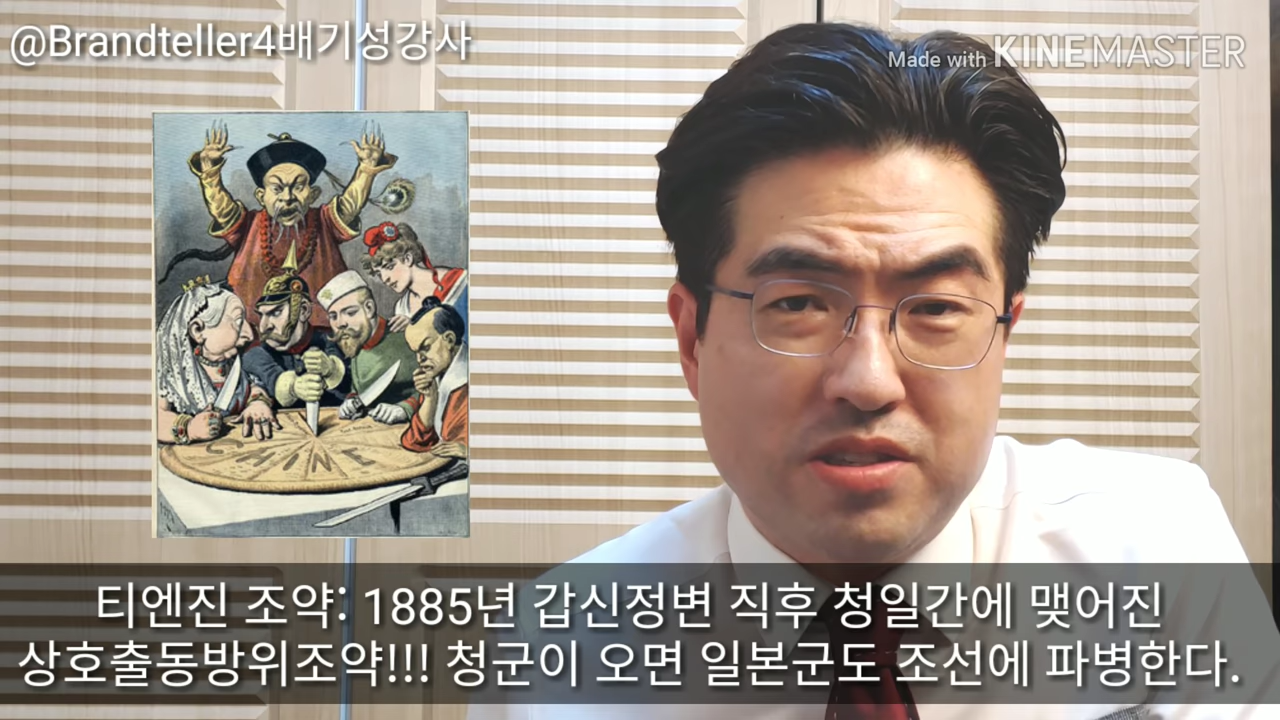 @Brandteller4배기성강사
Made with KINEMASTER
CHINE
티엔진 조약: 1885년 갑신정변 직후 청일간에 맺어진
상호출동방위조약!!! 청군이 오면 일본군도 조선에 파병한다.